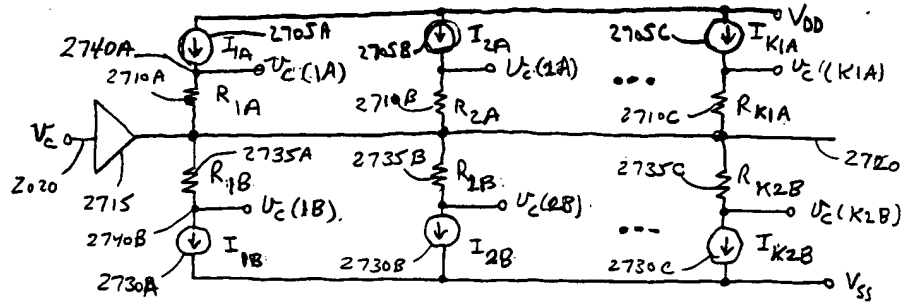 2705A 2705B 2705C VDD
2740A I1A I2A IK1A
vc(1A) vc(2A) vc(K1A)
2710A R1A 2710B R2A ... 2710C RK1A
vc
2020 2715 2720
R1B 2735A 2735B R2B 2735C RK2B
vc(1B) vc(2B) vc(K2B)
2740B I1B 2730B I2B ... 2730C IK2B
2730A VSS